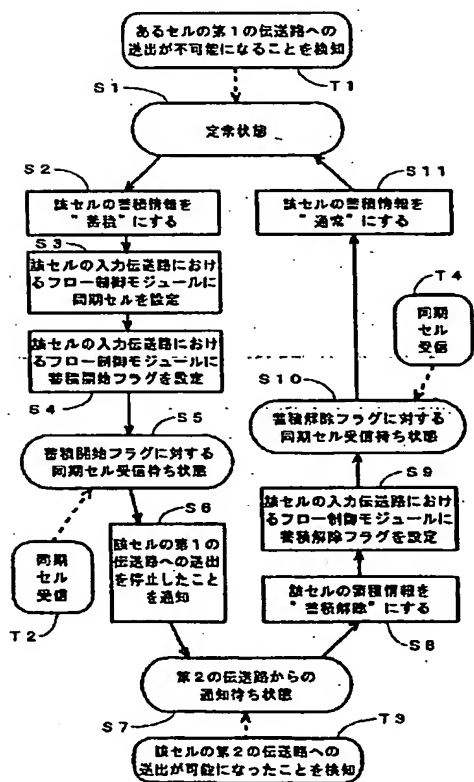 あるセルの第1の伝送路への
送出が不可能になることを検知
T1
S1
定常状態
S2
該セルの蓄積情報を
"蓄積"にする
S3
該セルの入力伝送路におけ
るフロー制御モジュールに
同期セルを設定
該セルの入力伝送路におけ
るフロー制御モジュールに
蓄積開始フラグを設定
S4
S5
蓄積開始フラグに対する
同期セル受信待ち状態
同期
セル
受信
T2
S6
該セルの第1の
伝送路への送出
を停止したこと
を通知
S7
第2の伝送路からの
通知待ち状態
T3
該セルの第2の伝送路への
送出が可能になったことを検知
該セルの蓄積情報を
"蓄積解除"にする
S8
S9
該セルの入力伝送路におけ
るフロー制御モジュールに
蓄積解除フラグを設定
S10
蓄積解除フラグに対する
同期セル受信待ち状態
T4
同期
セル
受信
S11
該セルの蓄積情報を
"通常"にする